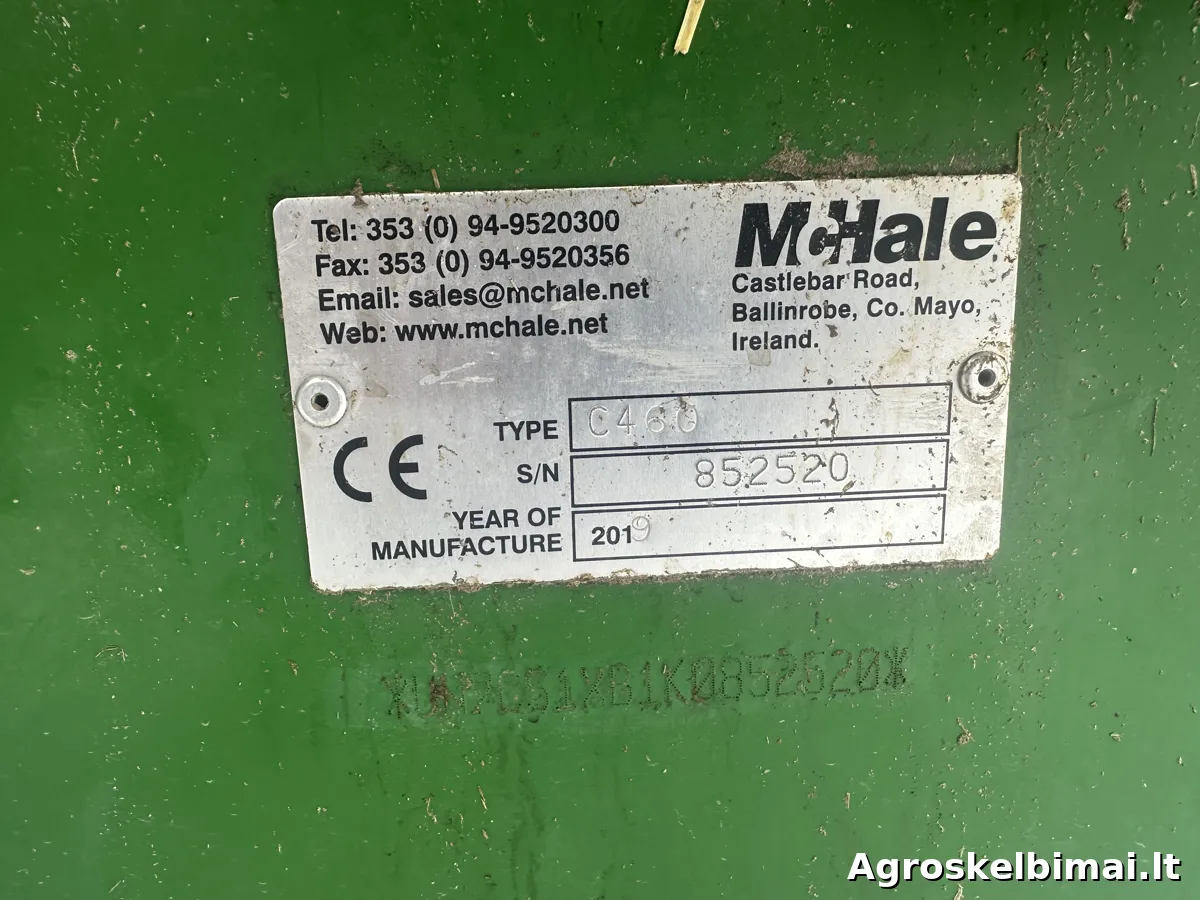 Tel: 353 (0) 94-9520300
Fax: 353 (0) 94-9520356
Email: sales@mchale.net
Web: www.mchale.net
McHale
Castlebar Road,
Ballinrobe, Co. Mayo,
Ireland.
CE
TYPE C460
S/N 852520
YEAR OF
MANUFACTURE 2019
Agroskelbimai.lt